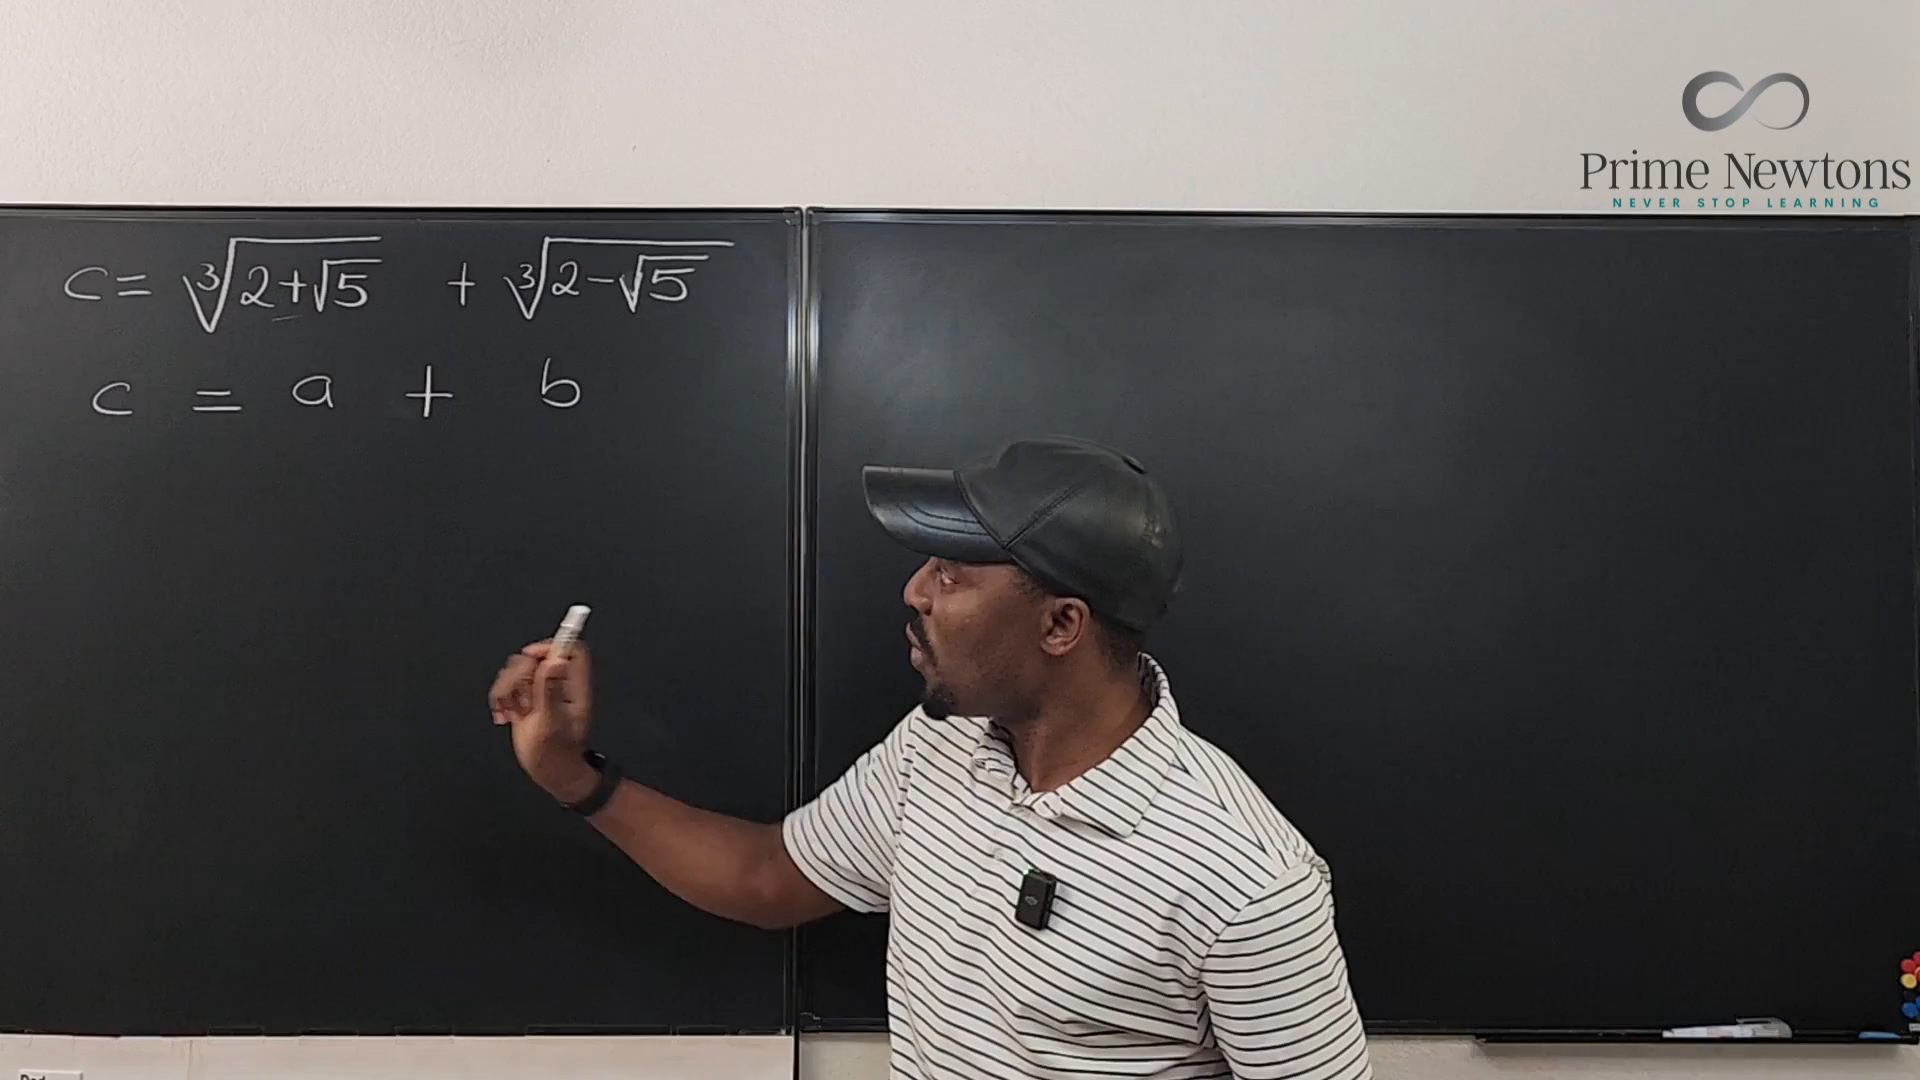 Prime Newtons
NEVER STOP LEARNING
c = ∛(2+√5) + ∛(2-√5)
c = a + b